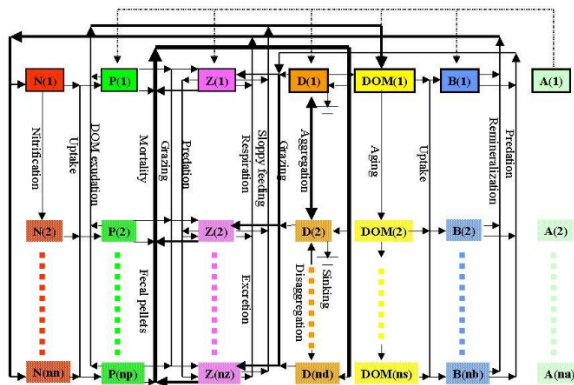 N(1) P(1) Z(1) D(1) DOM(1) B(1) A(1)
Nitrification
Uptake
DOM exudation
Mortality
Grazing
Predation
Respiration
Sloppy feeding
Grazing
Aggregation
Aging
Uptake
Remineralization
Predation
N(2) P(2) Z(2) D(2) DOM(2) B(2) A(2)
Fecal pellets
Excretion
Disaggregation
Sinking
N(nn) P(np) Z(nz) D(nd) DOM(ns) B(nb) A(na)